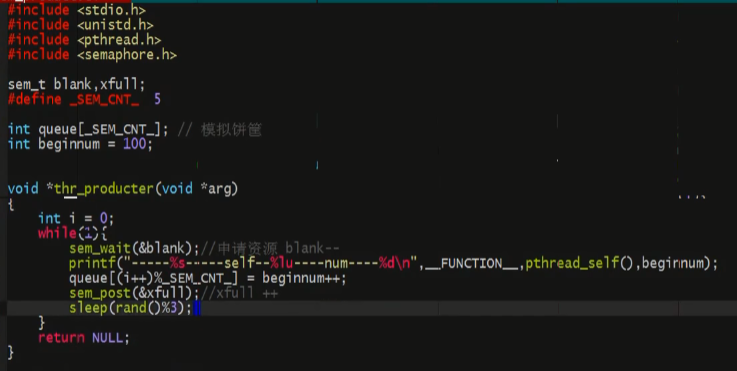 #include <stdio.h>
#include <unistd.h>
#include <pthread.h>
#include <semaphore.h>
sem_t blank,xfull;
#define _SEM_CNT_  5
int queue[_SEM_CNT_]; // 模拟饼筐
int beginnum = 100;
void *thr_producter(void *arg)
{
    int i = 0;
    while(1){
        sem_wait(&blank);//申请资源 blank--
        printf("-----%s-----self--%lu----num----%d\n",__FUNCTION__,pthread_self(),beginnum);
        queue[(i++)%_SEM_CNT_] = beginnum++;
        sem_post(&xfull);//xfull ++
        sleep(rand()%3);
    }
    return NULL;
}